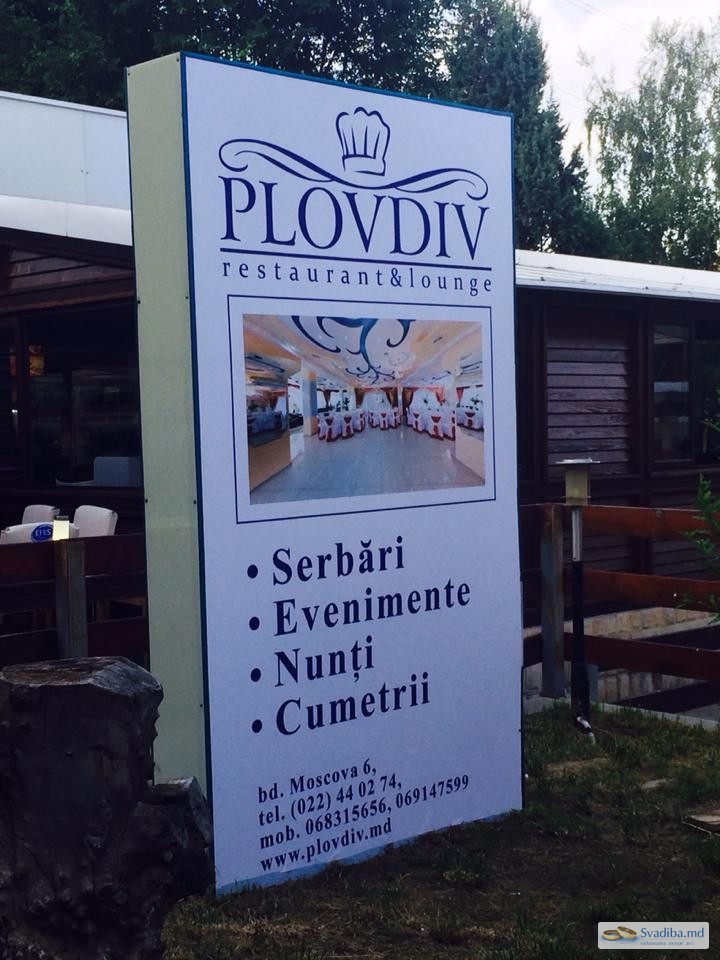 PLOVDIV
restaurant&lounge
• Serbări
• Evenimente
• Nunți
• Cumetrii
bd. Moscova 6,
tel. (022) 44 02 74,
mob. 068315656, 069147599
www.plovdiv.md
EFES
Svadiba.md